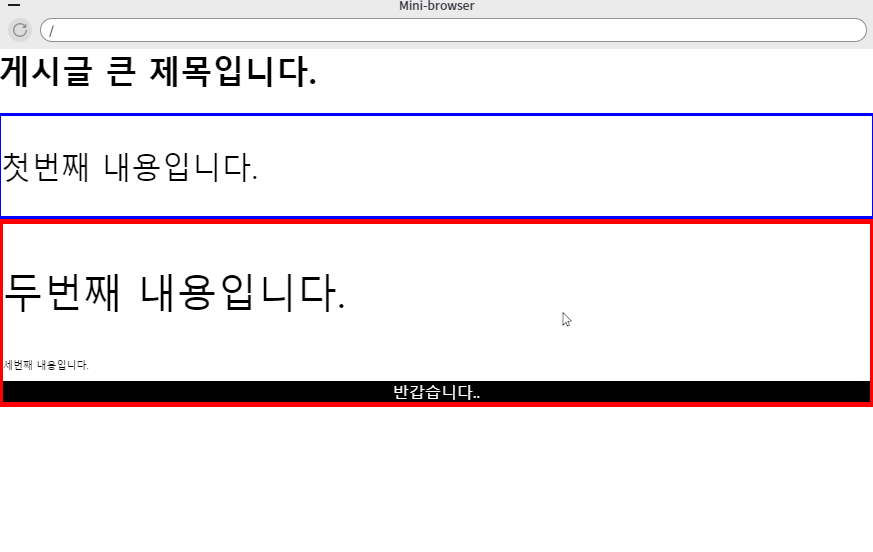 Mini-browser
/
게시글 큰 제목입니다.
첫번째 내용입니다.
두번째 내용입니다.
세번째 내용입니다.
반갑습니다..